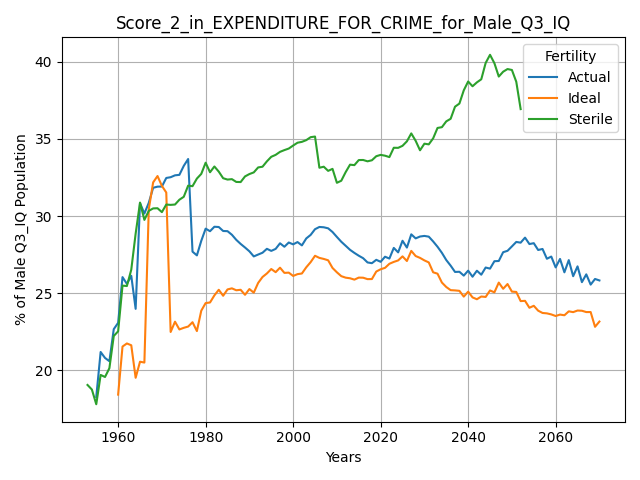 Score_2_in_EXPENDITURE_FOR_CRIME_for_Male_Q3_IQ
% of Male Q3_IQ Population
40
35
30
25
20
Fertility
Actual
Ideal
Sterile
1960
1980
2000
2020
2040
2060
Years